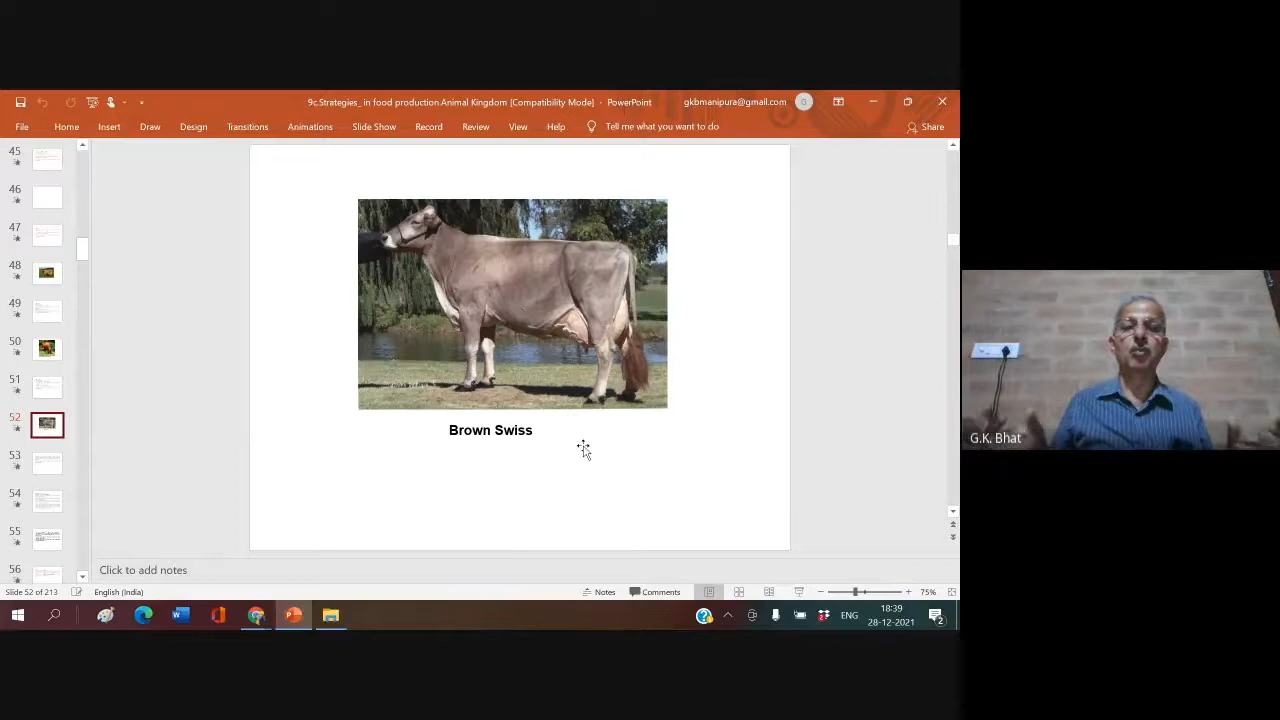 9c.Strategies_ in food production.Animal Kingdom [Compatibility Mode] - PowerPoint
gkbmanipura@gmail.com
G
File Home Insert Draw Design Transitions Animations Slide Show Record Review View Help Tell me what you want to do Share
45
46
47
48
49
50
51
52
53
54
55
56
Brown Swiss
G.K. Bhat
Click to add notes
Slide 52 of 213 English (India) Notes Comments 75%
ENG
18:39
28-12-2021
2